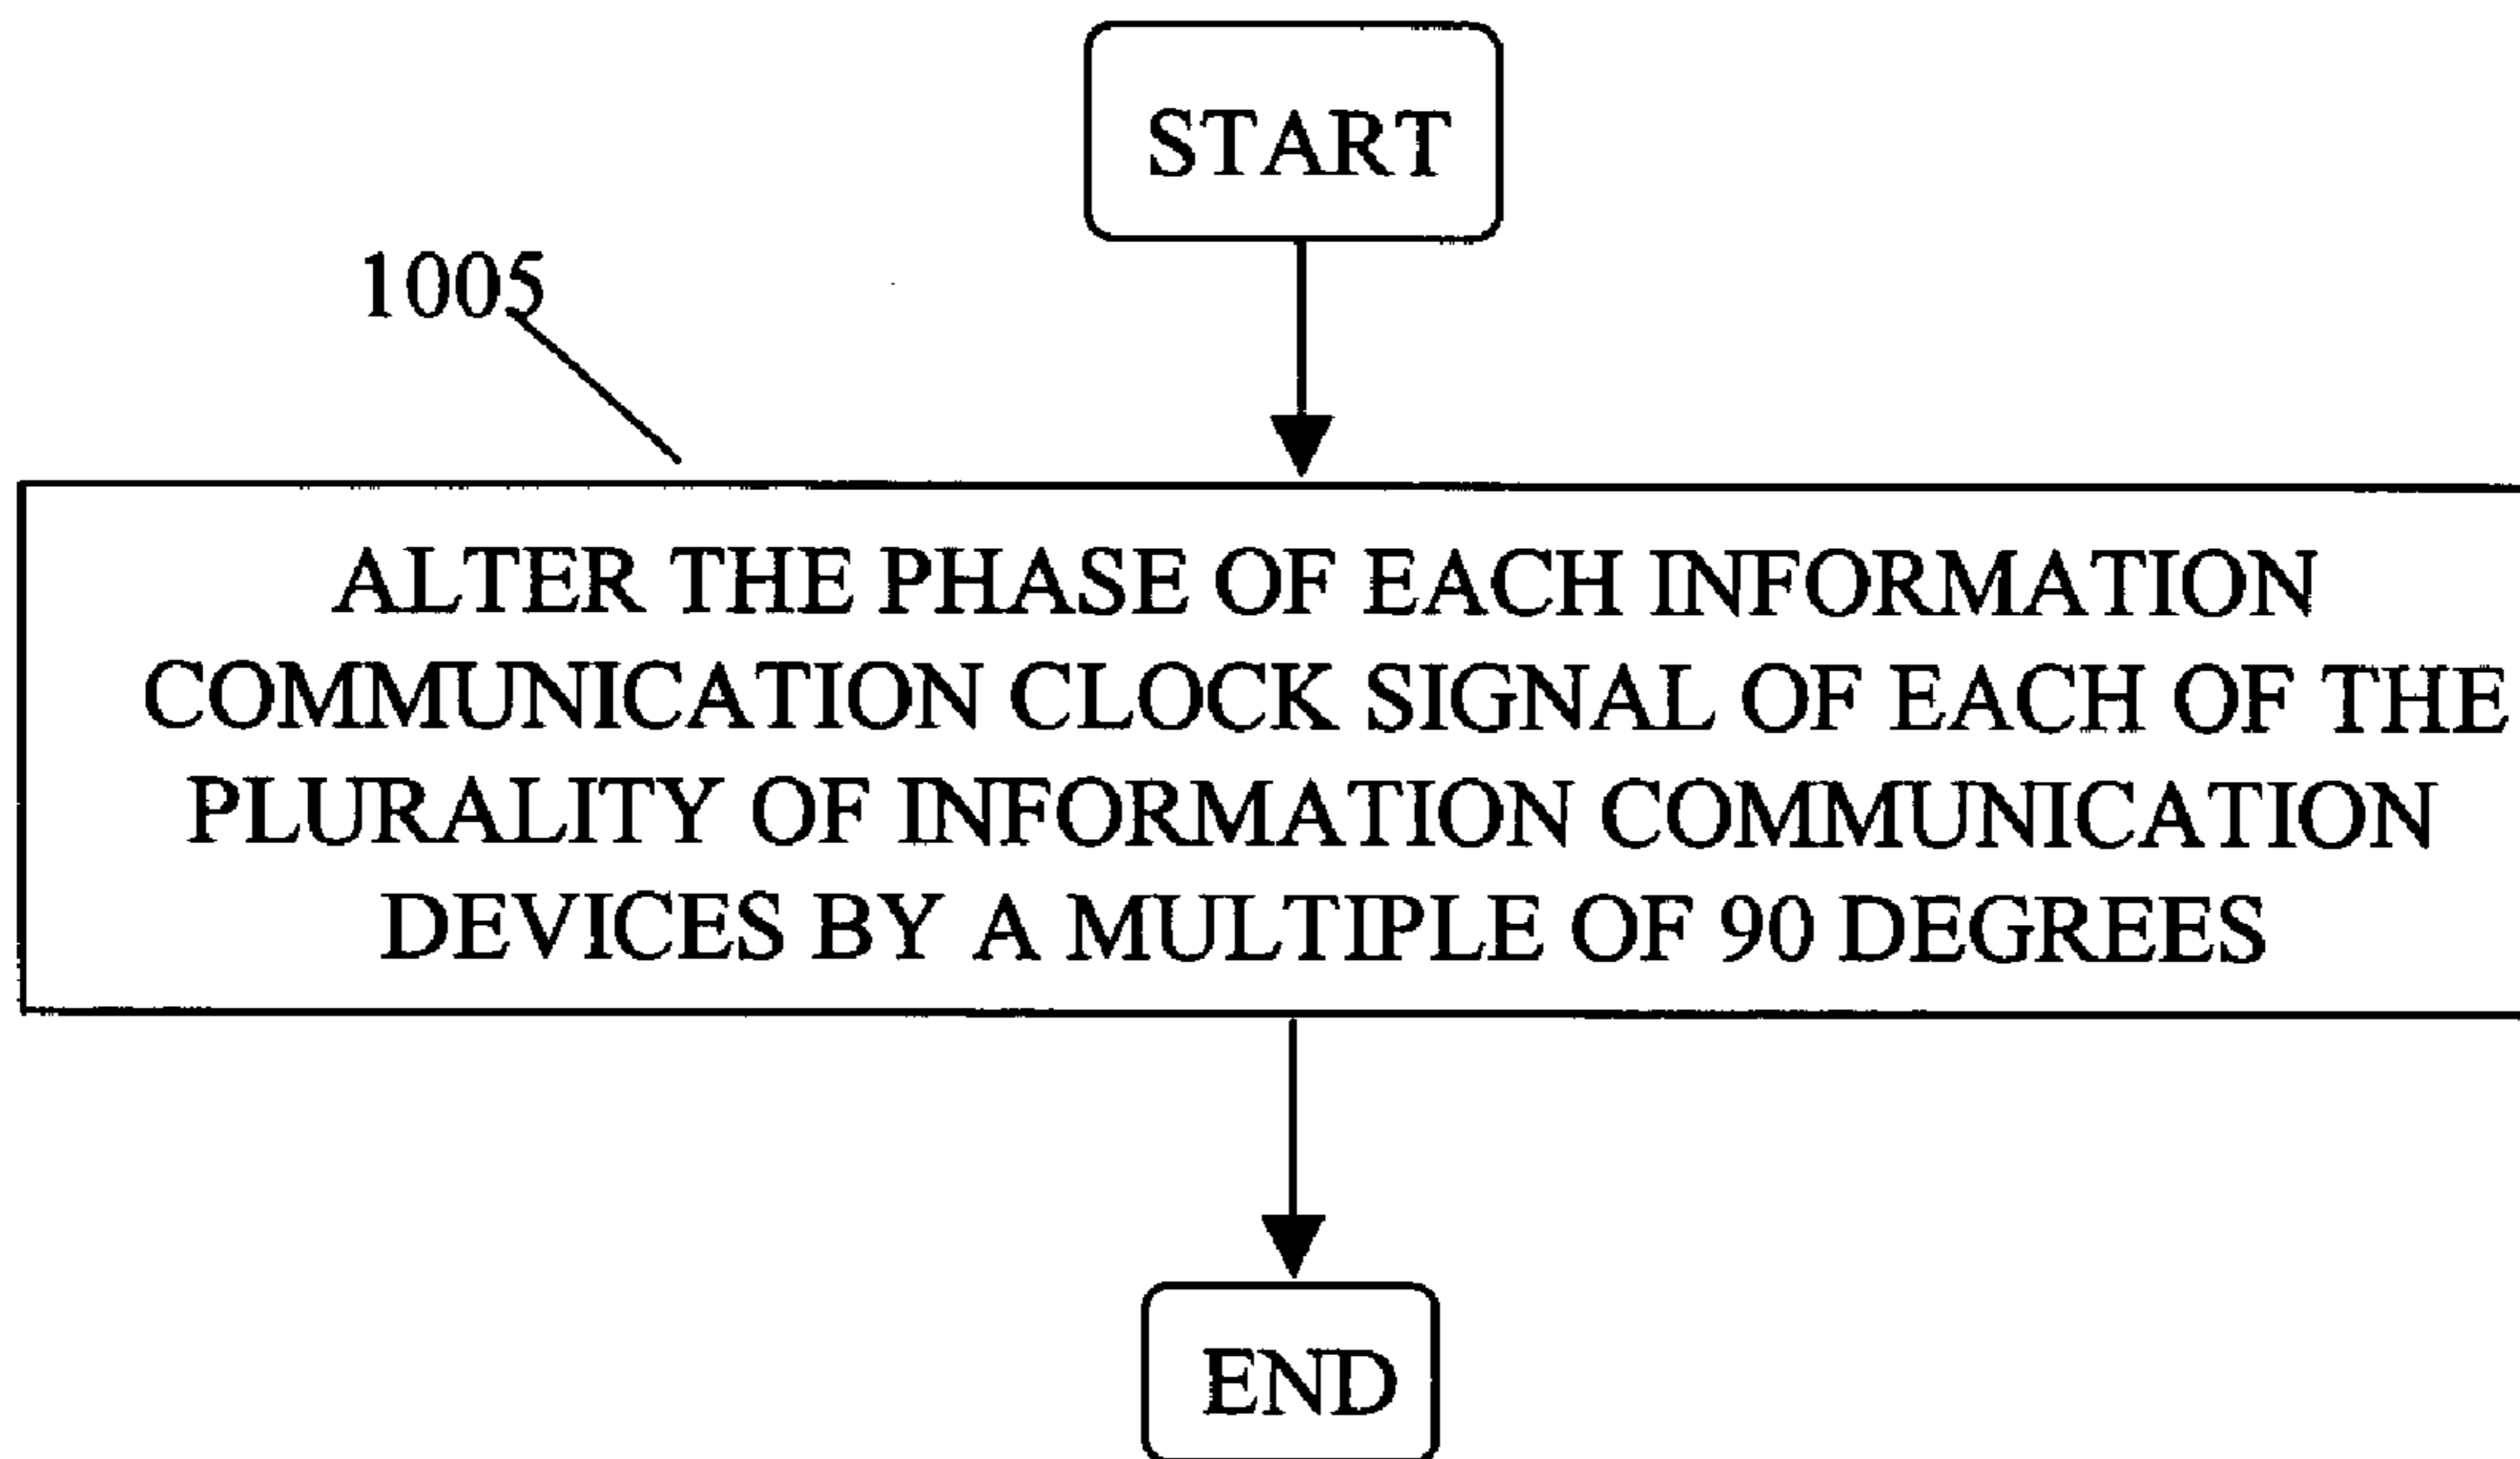 START
1005
ALTER THE PHASE OF EACH INFORMATION
COMMUNICATION CLOCK SIGNAL OF EACH OF THE
PLURALITY OF INFORMATION COMMUNICATION
DEVICES BY A MULTIPLE OF 90 DEGREES
END